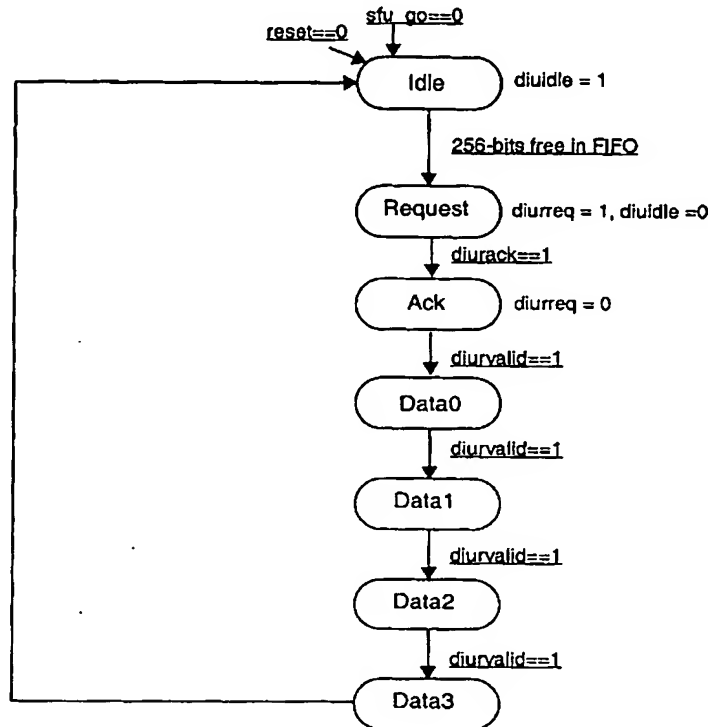 sfu_go==0
reset==0
Idle
diuidle = 1
256-bits free in FIFO
Request
diurreq = 1, diuidle =0
diurack==1
Ack
diurreq = 0
diurvalid==1
Data0
diurvalid==1
Data1
diurvalid==1
Data2
diurvalid==1
Data3